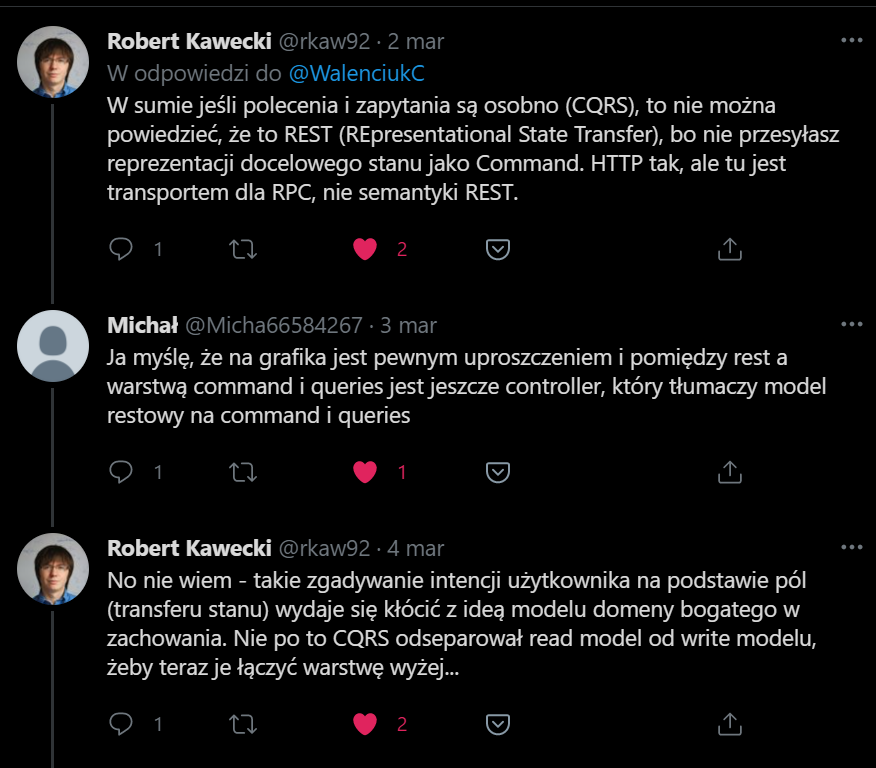 Robert Kawecki @rkaw92 · 2 mar
W odpowiedzi do @WalenciukC
W sumie jeśli polecenia i zapytania są osobno (CQRS), to nie można
powiedzieć, że to REST (REpresentational State Transfer), bo nie przesyłasz
reprezentacji docelowego stanu jako Command. HTTP tak, ale tu jest
transportem dla RPC, nie semantyki REST.
1 2
Michał @Micha66584267 · 3 mar
Ja myślę, że na grafika jest pewnym uproszczeniem i pomiędzy rest a
warstwą command i queries jest jeszcze controller, który tłumaczy model
restowy na command i queries
1 1
Robert Kawecki @rkaw92 · 4 mar
No nie wiem - takie zgadywanie intencji użytkownika na podstawie pól
(transferu stanu) wydaje się kłócić z ideą modelu domeny bogatego w
zachowania. Nie po to CQRS odseparował read model od write modelu,
żeby teraz je łączyć warstwę wyżej...
1 2